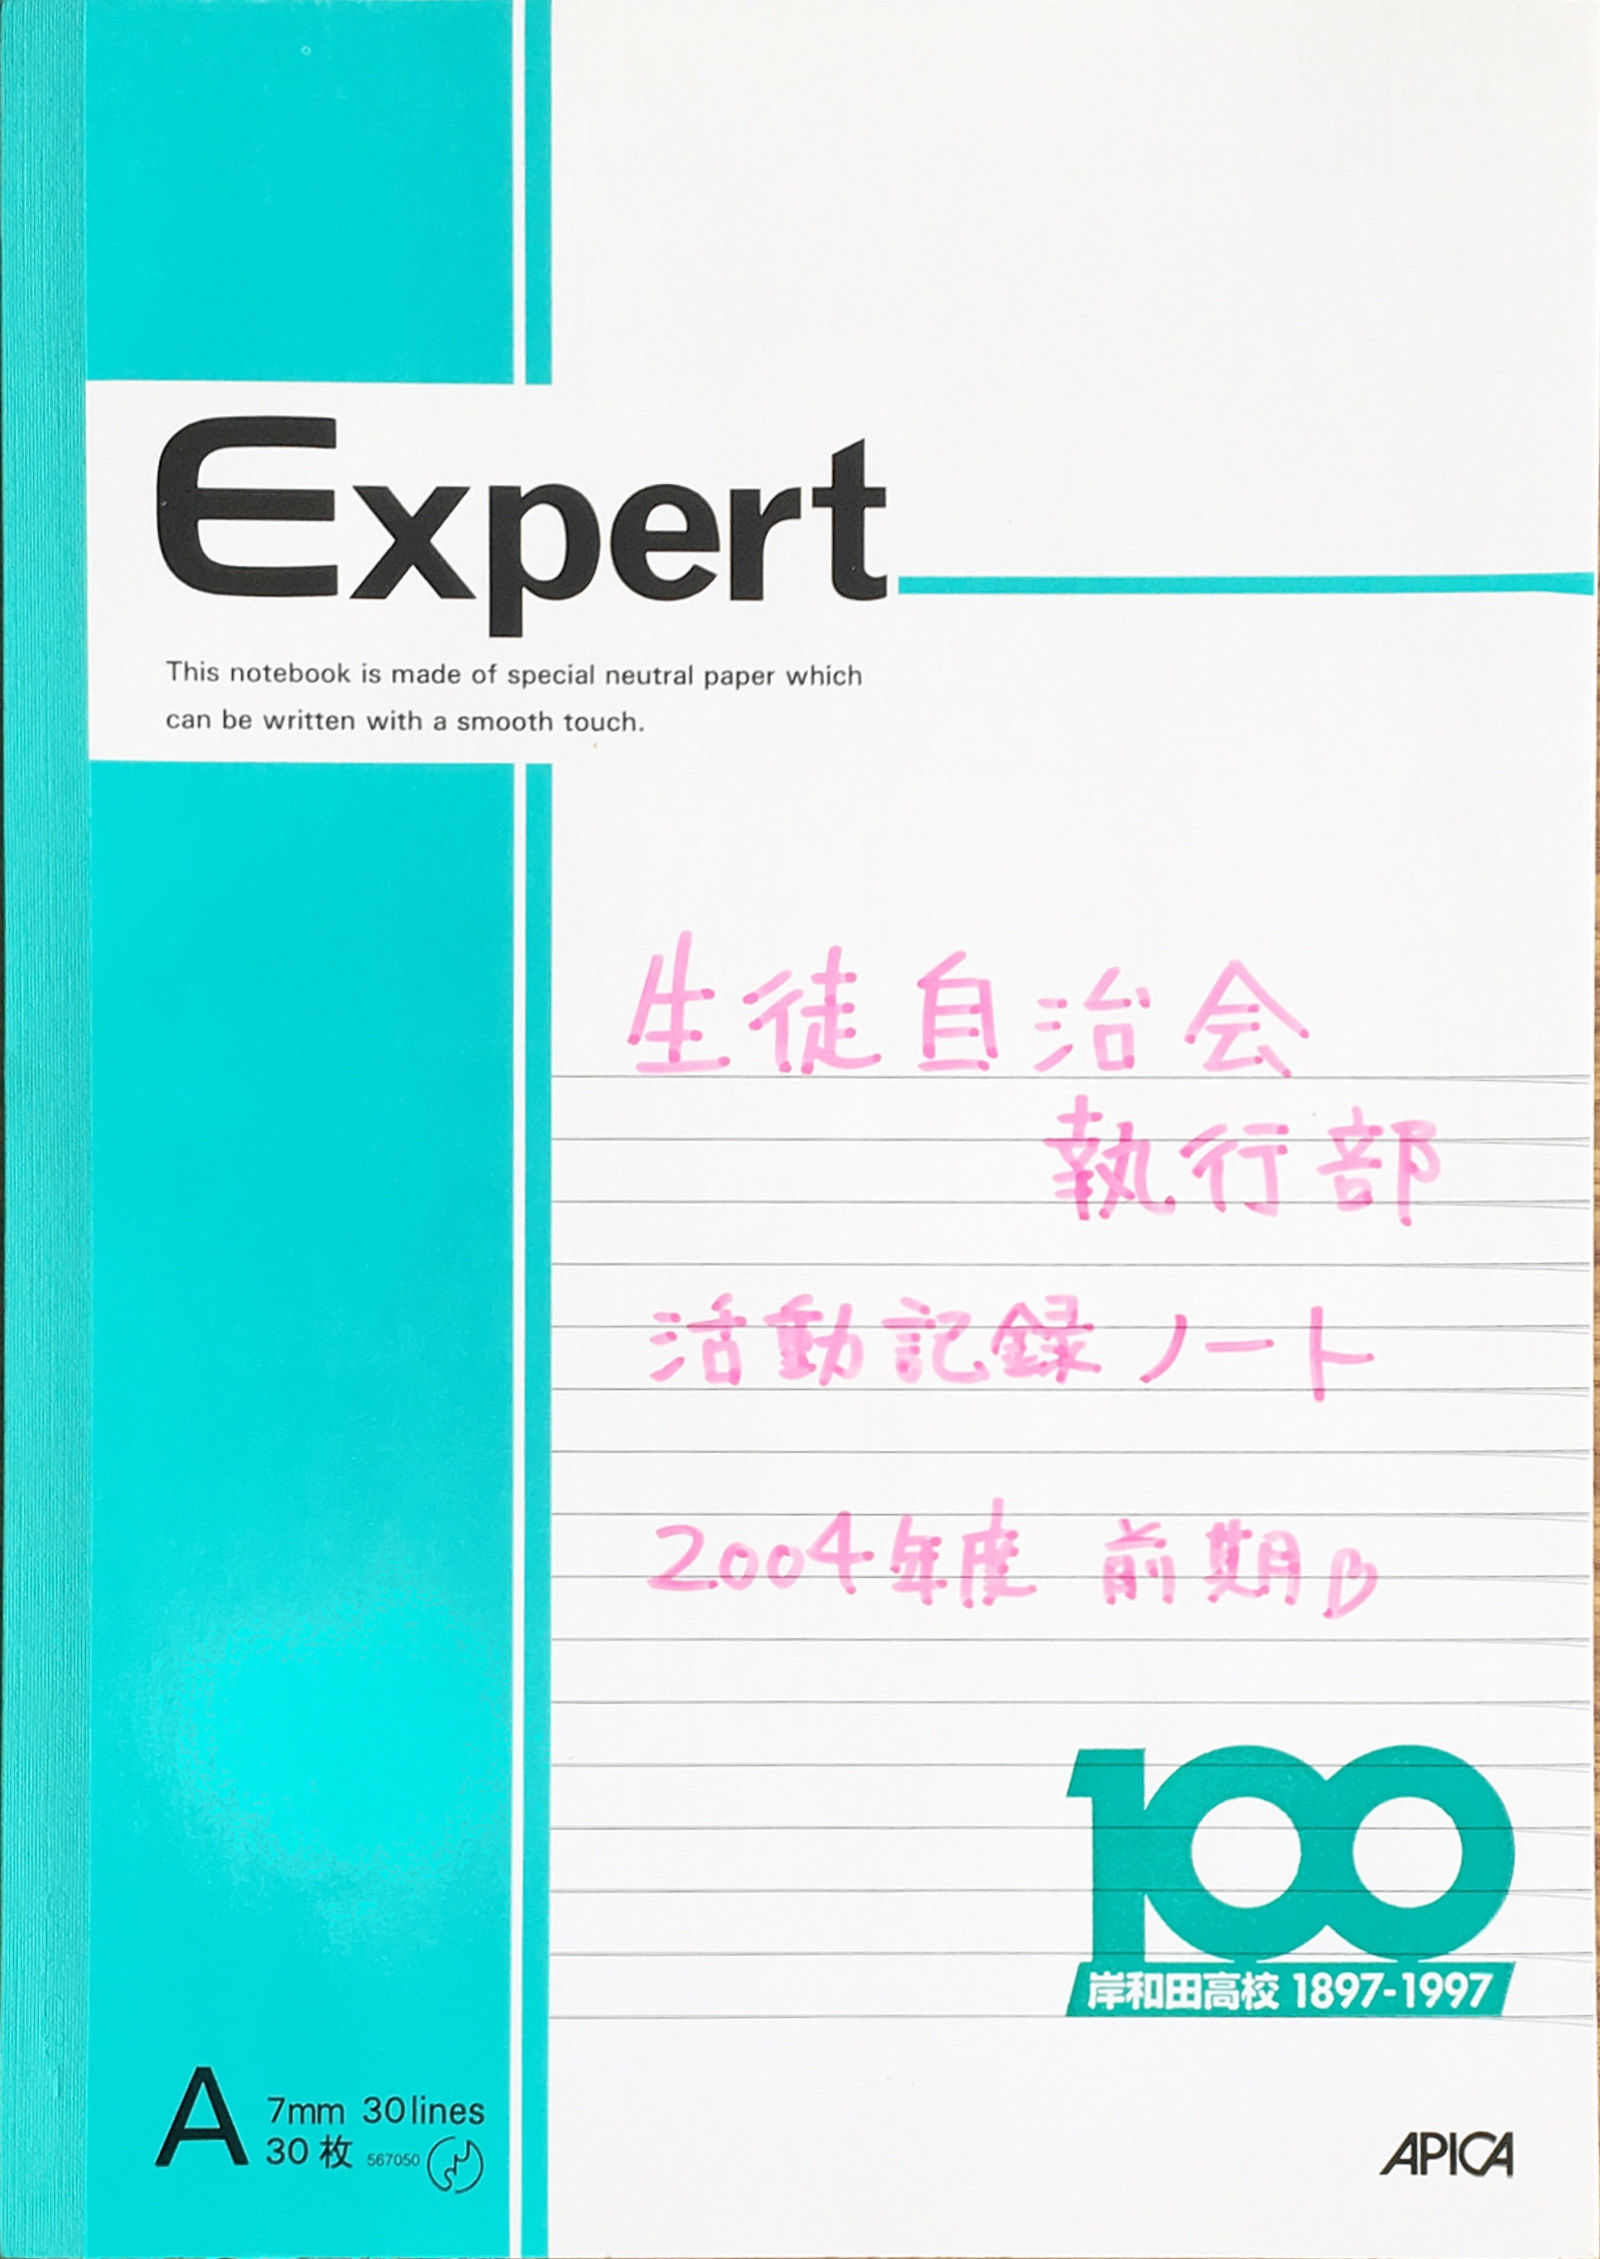 Expert
This notebook is made of special neutral paper which
can be written with a smooth touch.
生徒自治会
執行部
活動記録ノート
2004年度 前期B
100
岸和田高校 1897-1997
A 7mm 30lines
30枚 567050
APICA